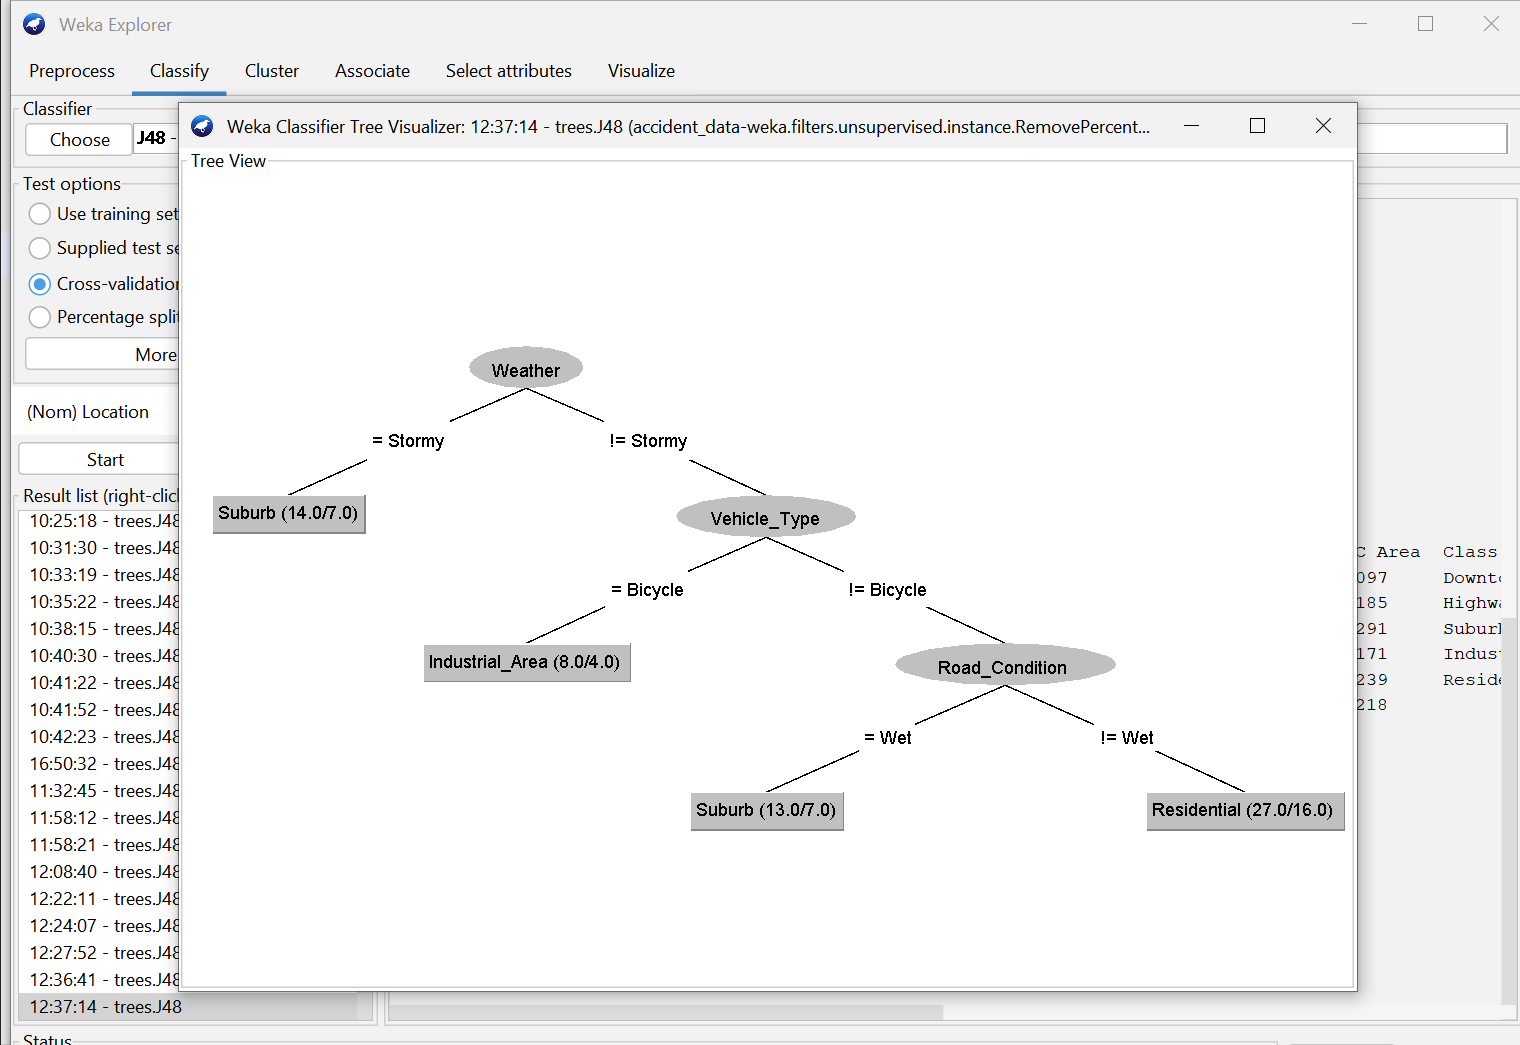 Weka Explorer
Preprocess Classify Cluster Associate Select attributes Visualize
Classifier
Choose J48 -
Weka Classifier Tree Visualizer: 12:37:14 - trees.J48 (accident_data-weka.filters.unsupervised.instance.RemovePercent...
Tree View
Test options
Use training set
Supplied test se
Cross-validation
Percentage split
More
(Nom) Location
Start
Result list (right-clic
10:25:18 - trees.J48
10:31:30 - trees.J48
10:33:19 - trees.J48
10:35:22 - trees.J48
10:38:15 - trees.J48
10:40:30 - trees.J48
10:41:22 - trees.J48
10:41:52 - trees.J48
10:42:23 - trees.J48
16:50:32 - trees.J48
11:32:45 - trees.J48
11:58:12 - trees.J48
11:58:21 - trees.J48
12:08:40 - trees.J48
12:22:11 - trees.J48
12:24:07 - trees.J48
12:27:52 - trees.J48
12:36:41 - trees.J48
12:37:14 - trees.J48
Status
Weather
= Stormy != Stormy
Suburb (14.0/7.0) Vehicle_Type
= Bicycle != Bicycle
Industrial_Area (8.0/4.0) Road_Condition
= Wet != Wet
Suburb (13.0/7.0) Residential (27.0/16.0)
C Area Class
097 Downto
185 Highwa
291 Suburb
171 Indust
239 Reside
218